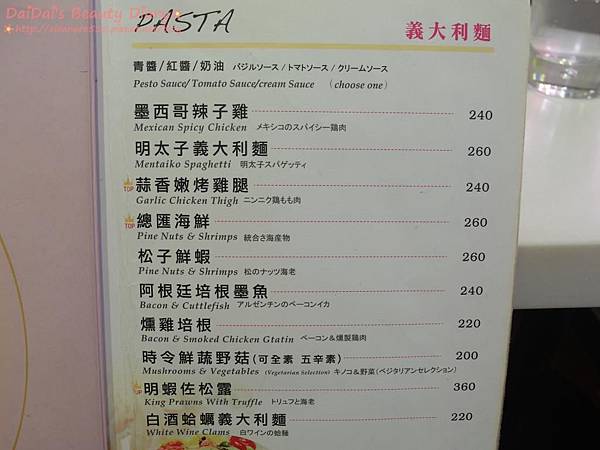 DaiDai's Beauty Diary
PASTA
義大利麵
青醬/紅醬/奶油 バジルソース / トマトソース / クリームソース
Pesto Sauce/ Tomato Sauce/cream Sauce (choose one)
墨西哥辣子雞 240
Mexican Spicy Chicken メキシコのスパイシー鶏肉
明太子義大利麵 260
Mentaiko Spaghetti 明太子スパゲッティ
TOP 蒜香嫩烤雞腿 240
Garlic Chicken Thigh ニンニク鶏もも肉
TOP 總匯海鮮 260
Pine Nuts & Shrimps 統合さ海産物
松子鮮蝦 260
Pine Nuts & Shrimps 松のナッツ海老
阿根廷培根墨魚 240
Bacon & Cuttlefish アルゼンチンのベーコンイカ
燻雞培根 220
Bacon & Smoked Chicken Gtatin ベーコン&燻製鶏肉
時令鮮蔬野菇(可全素 五辛素) 200
Mushrooms & Vegetables (Vegetarian Selection) キノコ&野菜(ベジタリアンセレクション)
TOP 明蝦佐松露 360
King Prawns With Truffle トリュフと海老
白酒蛤蠣義大利麵 220
White Wine Clams 白ワインの蛤麺